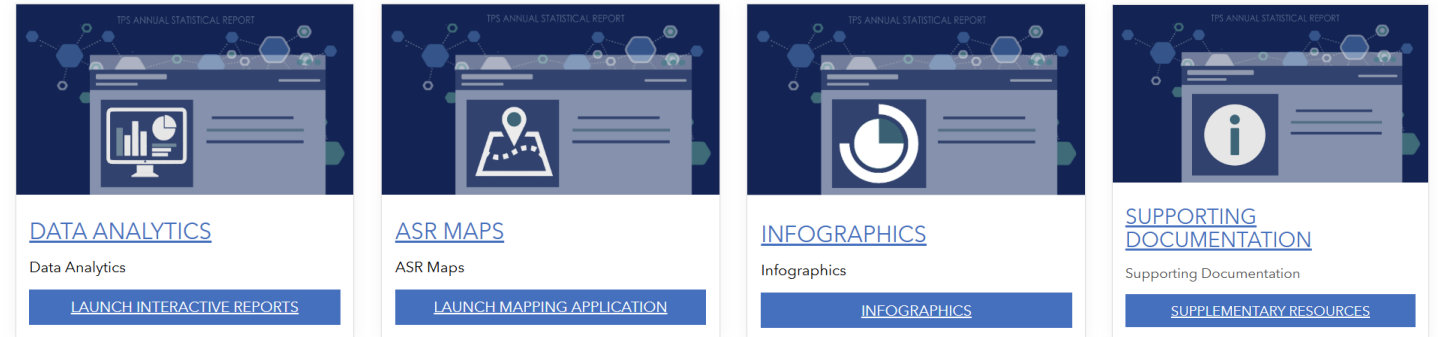 TPS ANNUAL STATISTICAL REPORT
DATA ANALYTICS
Data Analytics
LAUNCH INTERACTIVE REPORTS
TPS ANNUAL STATISTICAL REPORT
ASR MAPS
ASR Maps
LAUNCH MAPPING APPLICATION
TPS ANNUAL STATISTICAL REPORT
INFOGRAPHICS
Infographics
INFOGRAPHICS
TPS ANNUAL STATISTICAL REPORT
i
SUPPORTING
DOCUMENTATION
Supporting Documentation
SUPPLEMENTARY RESOURCES